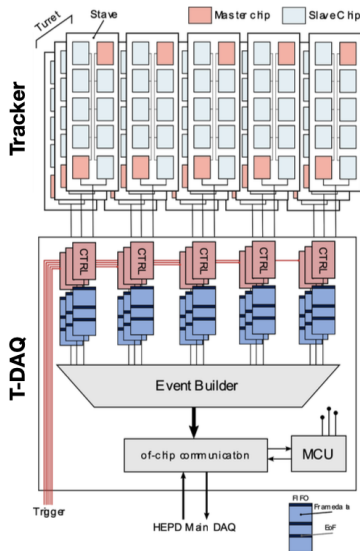 Turret
Stave
Master chip
Slave Chip
Tracker
CTRL
CTRL
CTRL
CTRL
CTRL
T-DAQ
Event Builder
of-chip communication
MCU
Trigger
HEPD Main DAQ
FIFO
Frame data
EoF